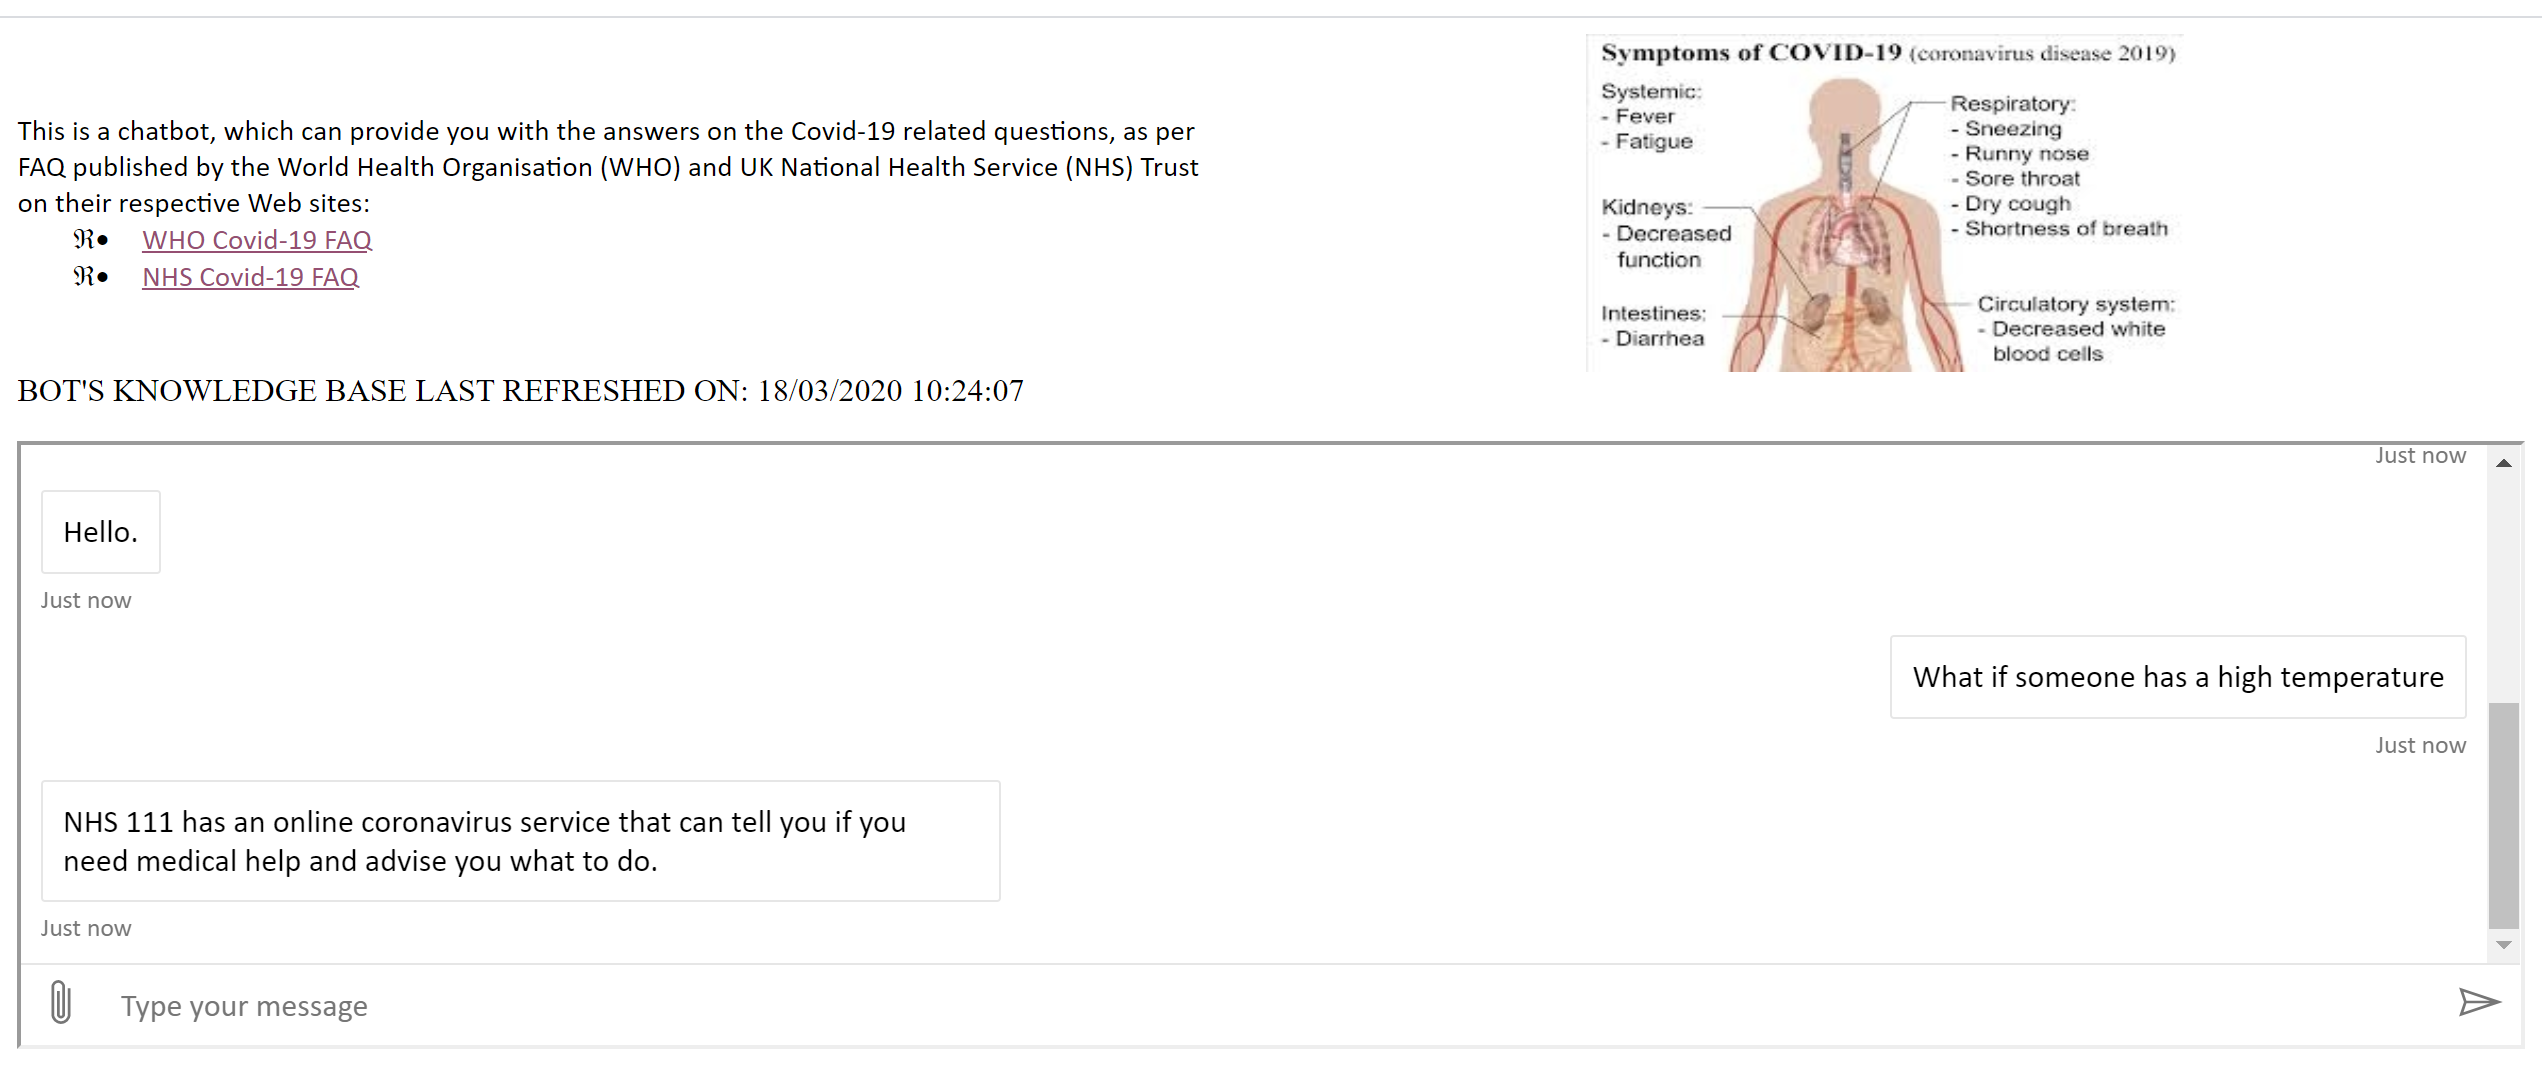 This is a chatbot, which can provide you with the answers on the Covid-19 related questions, as per
FAQ published by the World Health Organisation (WHO) and UK National Health Service (NHS) Trust
on their respective Web sites:
ℜ• WHO Covid-19 FAQ
ℜ• NHS Covid-19 FAQ
Symptoms of COVID-19 (coronavirus disease 2019)
Systemic:
- Fever
- Fatigue
Kidneys:
- Decreased
function
Intestines:
- Diarrhea
Respiratory:
- Sneezing
- Runny nose
- Sore throat
- Dry cough
- Shortness of breath
Circulatory system:
- Decreased white
blood cells
BOT'S KNOWLEDGE BASE LAST REFRESHED ON: 18/03/2020 10:24:07
Just now
Hello.
Just now
What if someone has a high temperature
Just now
NHS 111 has an online coronavirus service that can tell you if you
need medical help and advise you what to do.
Just now
Type your message